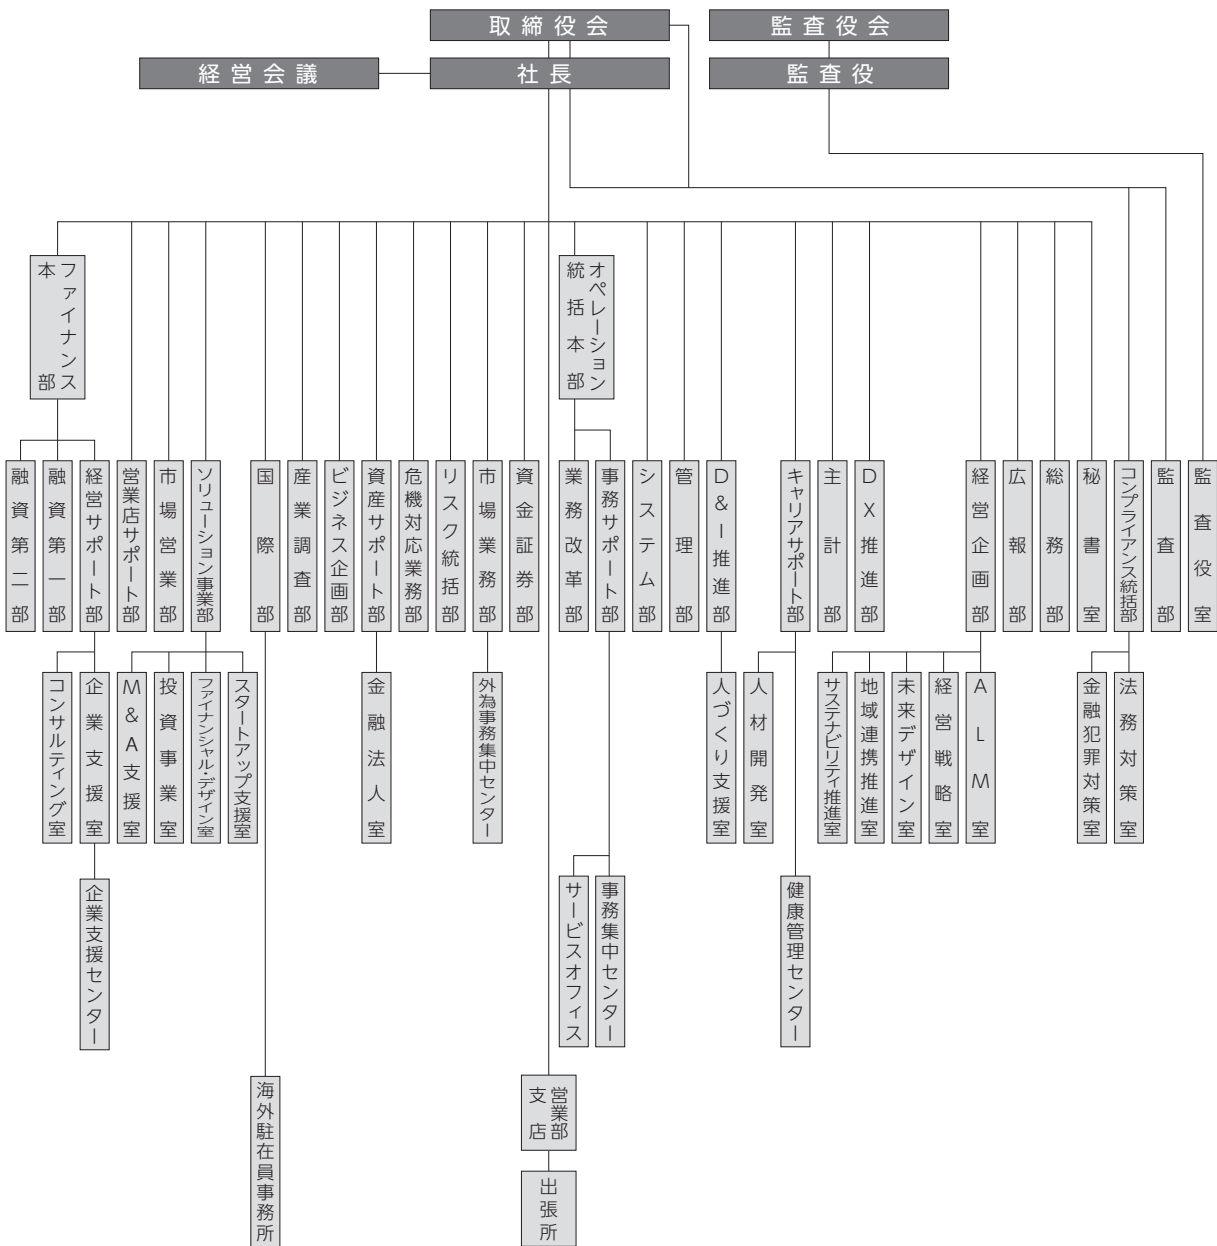 取締役会
監査役会
経営会議
社長
監査役
ファイナンス本部
オペレーション統括本部
融資第二部
融資第一部
経営サポート部
営業店サポート部
市場営業部
ソリューション事業部
国際部
産業調査部
ビジネス企画部
資産サポート部
危機対応業務部
リスク統括部
市場業務部
資金証券部
業務改革部
事務サポート部
システム部
管理部
D&I推進部
キャリアサポート部
主計部
DX推進部
経営企画部
広報部
総務部
秘書室
コンプライアンス統括部
監査部
監査役室
コンサルティング室
企業支援室
M&A支援室
投資事業室
ファイナンシャル・デザイン室
スタートアップ支援室
金融法人室
外為事務集中センター
人づくり支援室
人材開発室
サステナビリティ推進室
地域連携推進室
未来デザイン室
経営戦略室
ALM室
金融犯罪対策室
法務対策室
企業支援センター
サービスオフィス
事務集中センター
健康管理センター
海外駐在員事務所
営業部
支店
出張所